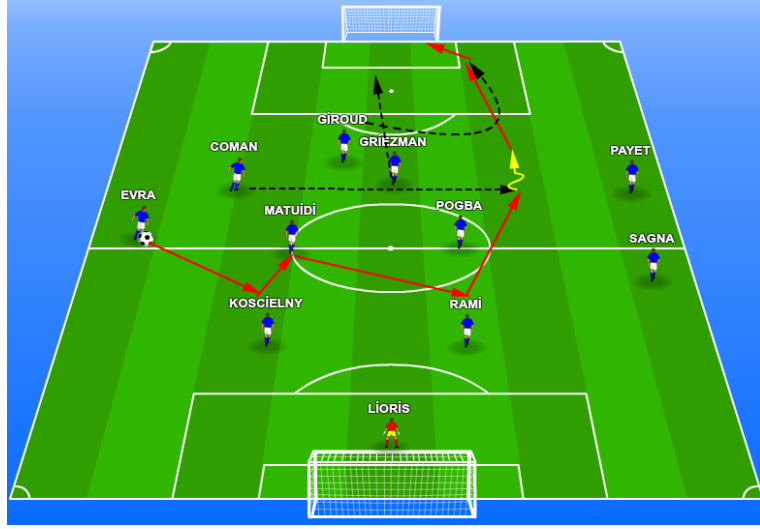 GİROUD
GRIEZMAN
COMAN
PAYET
EVRA
MATUİDİ
POGBA
SAGNA
KOSCİELNY
RAMİ
LİORİS